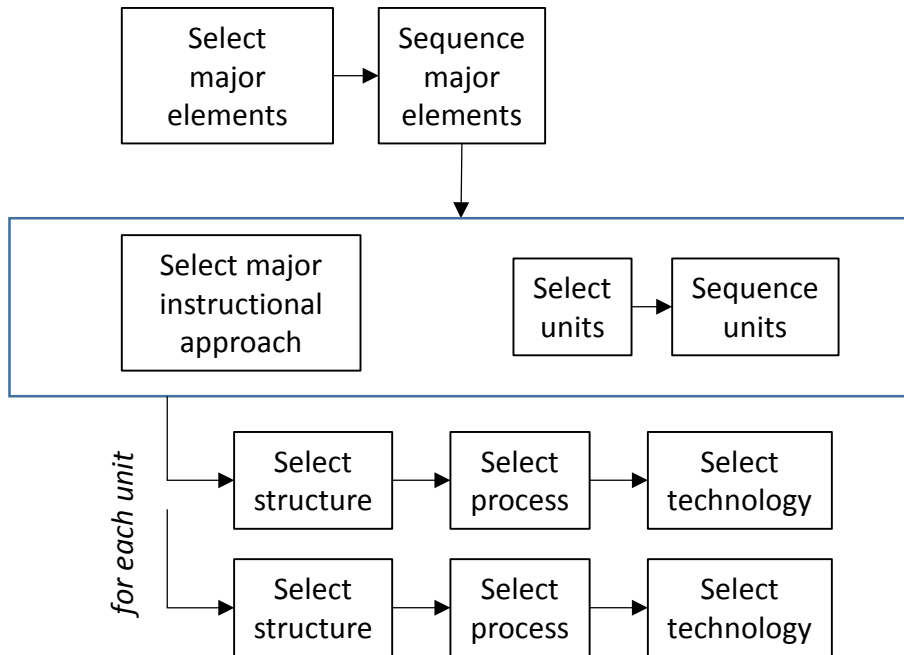 Select
major
elements
Sequence
major
elements
Select major
instructional
approach
Select
units
Sequence
units
for each unit
Select
structure
Select
process
Select
technology
Select
structure
Select
process
Select
technology